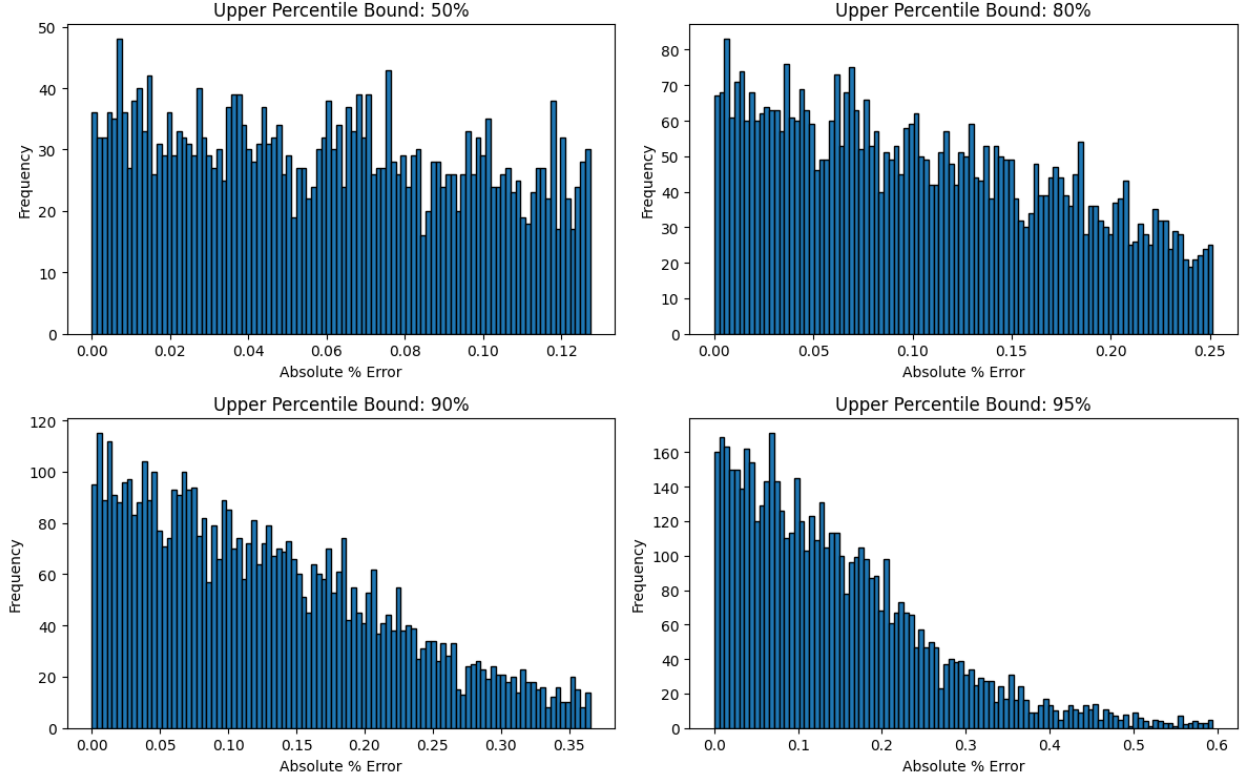 Upper Percentile Bound: 50%
50
40
30
20
10
0
Frequency
0.00 0.02 0.04 0.06 0.08 0.10 0.12
Absolute % Error
Upper Percentile Bound: 80%
80
70
60
50
40
30
20
10
0
Frequency
0.00 0.05 0.10 0.15 0.20 0.25
Absolute % Error
Upper Percentile Bound: 90%
120
100
80
60
40
20
0
Frequency
0.00 0.05 0.10 0.15 0.20 0.25 0.30 0.35
Absolute % Error
Upper Percentile Bound: 95%
160
140
120
100
80
60
40
20
0
Frequency
0.0 0.1 0.2 0.3 0.4 0.5 0.6
Absolute % Error